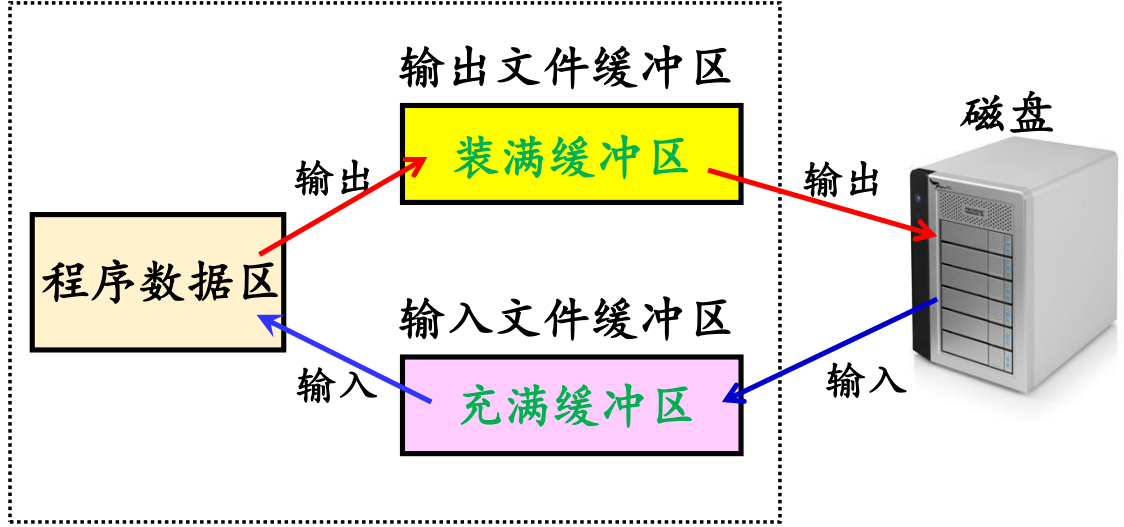 输出文件缓冲区
装满缓冲区
磁盘
输出
输出
程序数据区
输入文件缓冲区
充满缓冲区
输入
输入